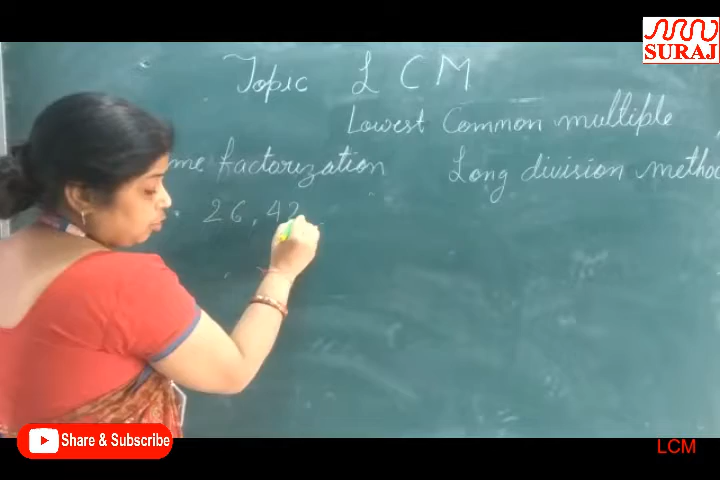 SURAJ
Topic LCM
Lowest Common multiple
me factorization Long division metho
26, 42
Share & Subscribe
LCM